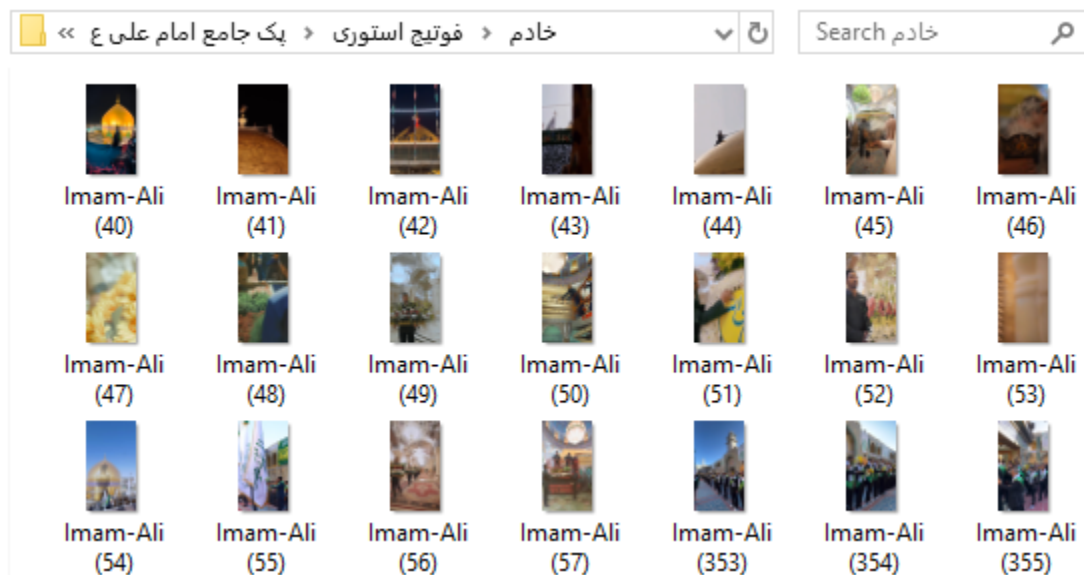 « پک جامع امام علی ع › فوتیج استوری › خادم
Search خادم
Imam-Ali (40)
Imam-Ali (41)
Imam-Ali (42)
Imam-Ali (43)
Imam-Ali (44)
Imam-Ali (45)
Imam-Ali (46)
Imam-Ali (47)
Imam-Ali (48)
Imam-Ali (49)
Imam-Ali (50)
Imam-Ali (51)
Imam-Ali (52)
Imam-Ali (53)
Imam-Ali (54)
Imam-Ali (55)
Imam-Ali (56)
Imam-Ali (57)
Imam-Ali (353)
Imam-Ali (354)
Imam-Ali (355)